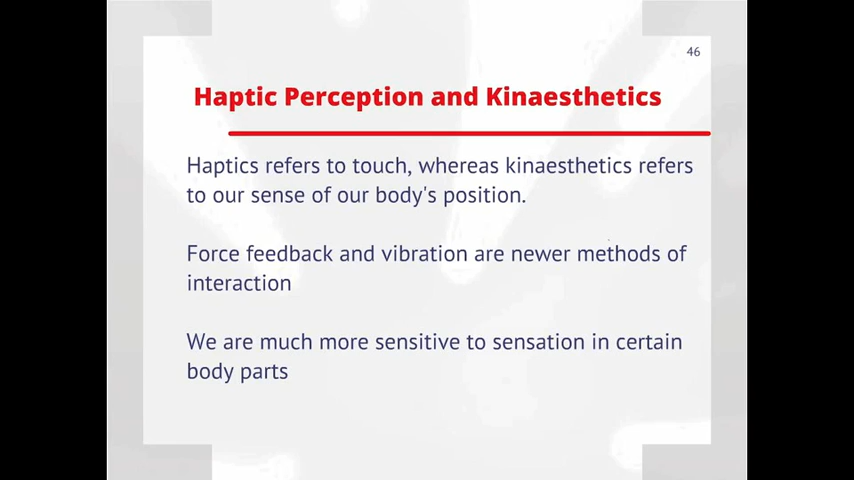 46
Haptic Perception and Kinaesthetics
Haptics refers to touch, whereas kinaesthetics refers
to our sense of our body's position.
Force feedback and vibration are newer methods of
interaction
We are much more sensitive to sensation in certain
body parts